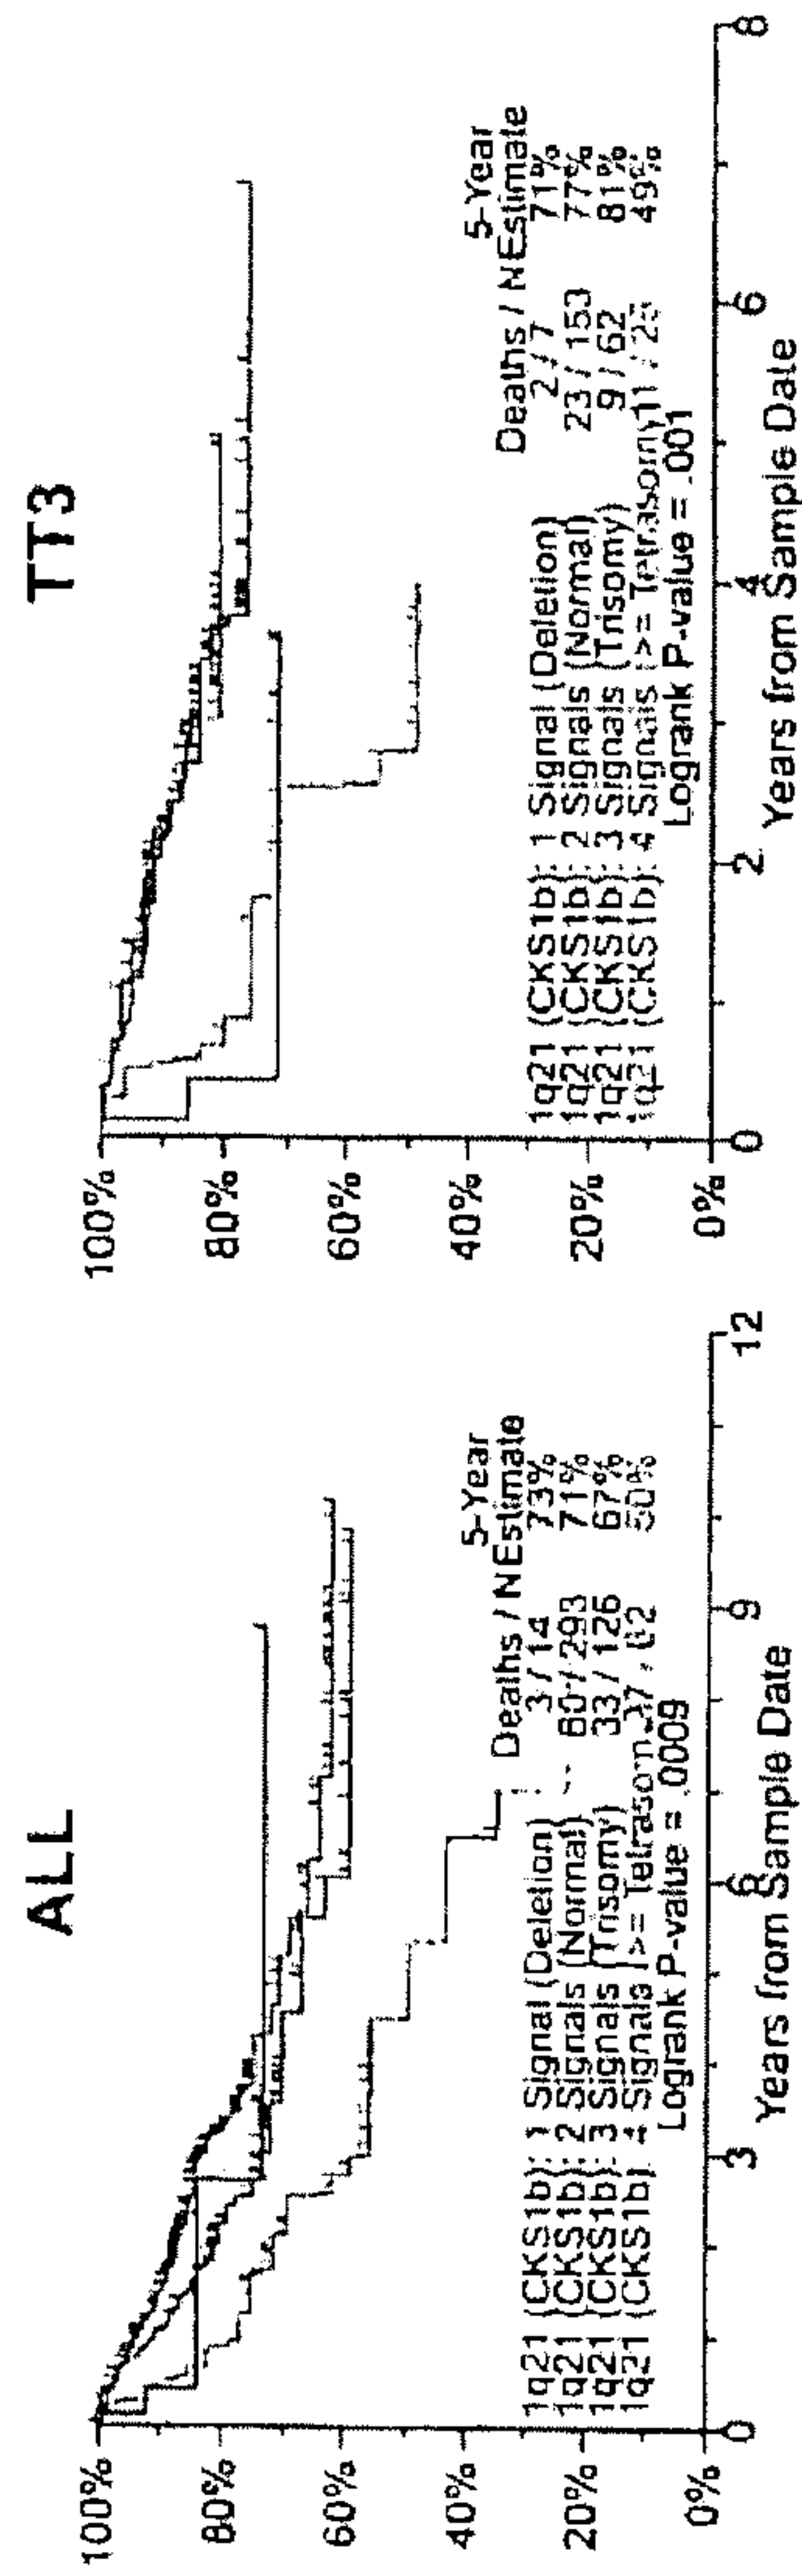 ALL
100%
80%
60%
40%
20%
0%
5-Year
Deaths / N Estimate
1q21 (CKS1b): 1 Signal (Deletion) 3 / 14 73%
1q21 (CKS1b): 2 Signals (Normal) 80 / 293 71%
1q21 (CKS1b): 3 Signals (Trisomy) 33 / 126 67%
1q21 (CKS1b): 4 Signals (>= Tetrasom 50%
Logrank P-value = .0009
0 3 6 9 12
Years from Sample Date
TT3
100%
80%
60%
40%
20%
0%
5-Year
Deaths / N Estimate
1q21 (CKS1b): 1 Signal (Deletion) 2 / 7 71%
1q21 (CKS1b): 2 Signals (Normal) 23 / 153 77%
1q21 (CKS1b): 3 Signals (Trisomy) 9 / 62 81%
1q21 (CKS1b): 4 Signals (>= Tetrasomy) 11 / 49%
Logrank P-value = .001
0 2 4 6 8
Years from Sample Date